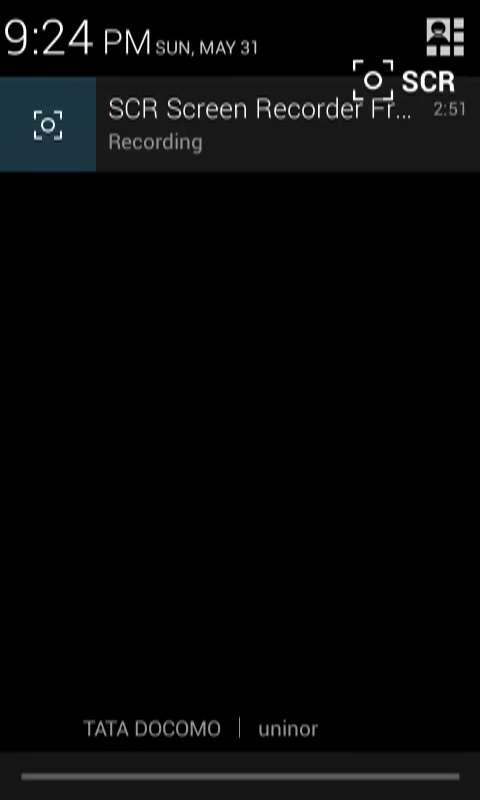 9:24 PM SUN, MAY 31
SCR
SCR Screen Recorder Fr... 2:51
Recording
TATA DOCOMO | uninor